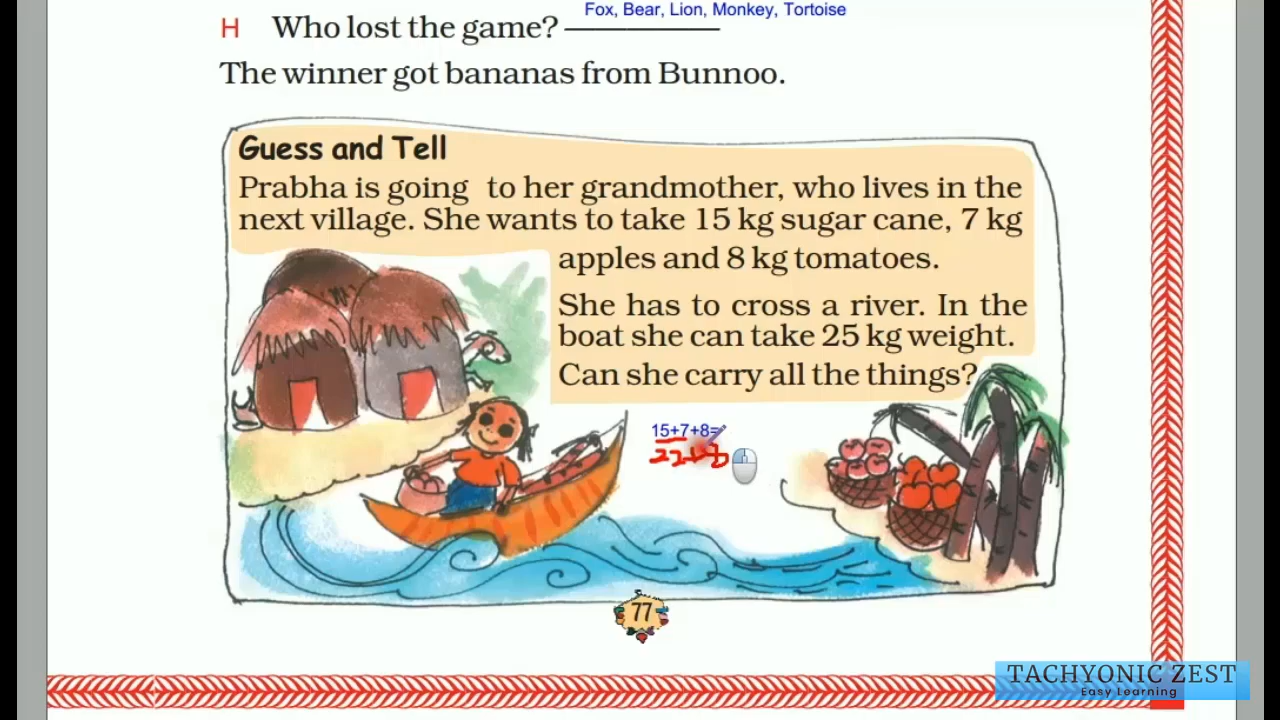 Fox, Bear, Lion, Monkey, Tortoise
H Who lost the game?
The winner got bananas from Bunnoo.
Guess and Tell
Prabha is going to her grandmother, who lives in the
next village. She wants to take 15 kg sugar cane, 7 kg
apples and 8 kg tomatoes.
She has to cross a river. In the
boat she can take 25 kg weight.
Can she carry all the things?
15+7+8=
22+8
77
TACHYONIC ZEST
Easy Learning